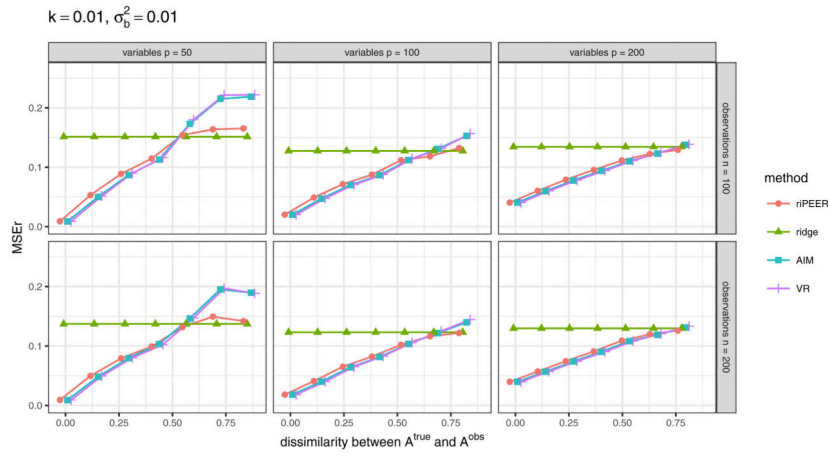 k = 0.01, σ_b^2 = 0.01
variables p = 50
variables p = 100
variables p = 200
0.2
0.1
0.0
observations n = 100
0.2
0.1
0.0
observations n = 200
MSEr
0.00 0.25 0.50 0.75
0.00 0.25 0.50 0.75
0.00 0.25 0.50 0.75
dissimilarity between A^true and A^obs
method
riPEER
ridge
AIM
VR